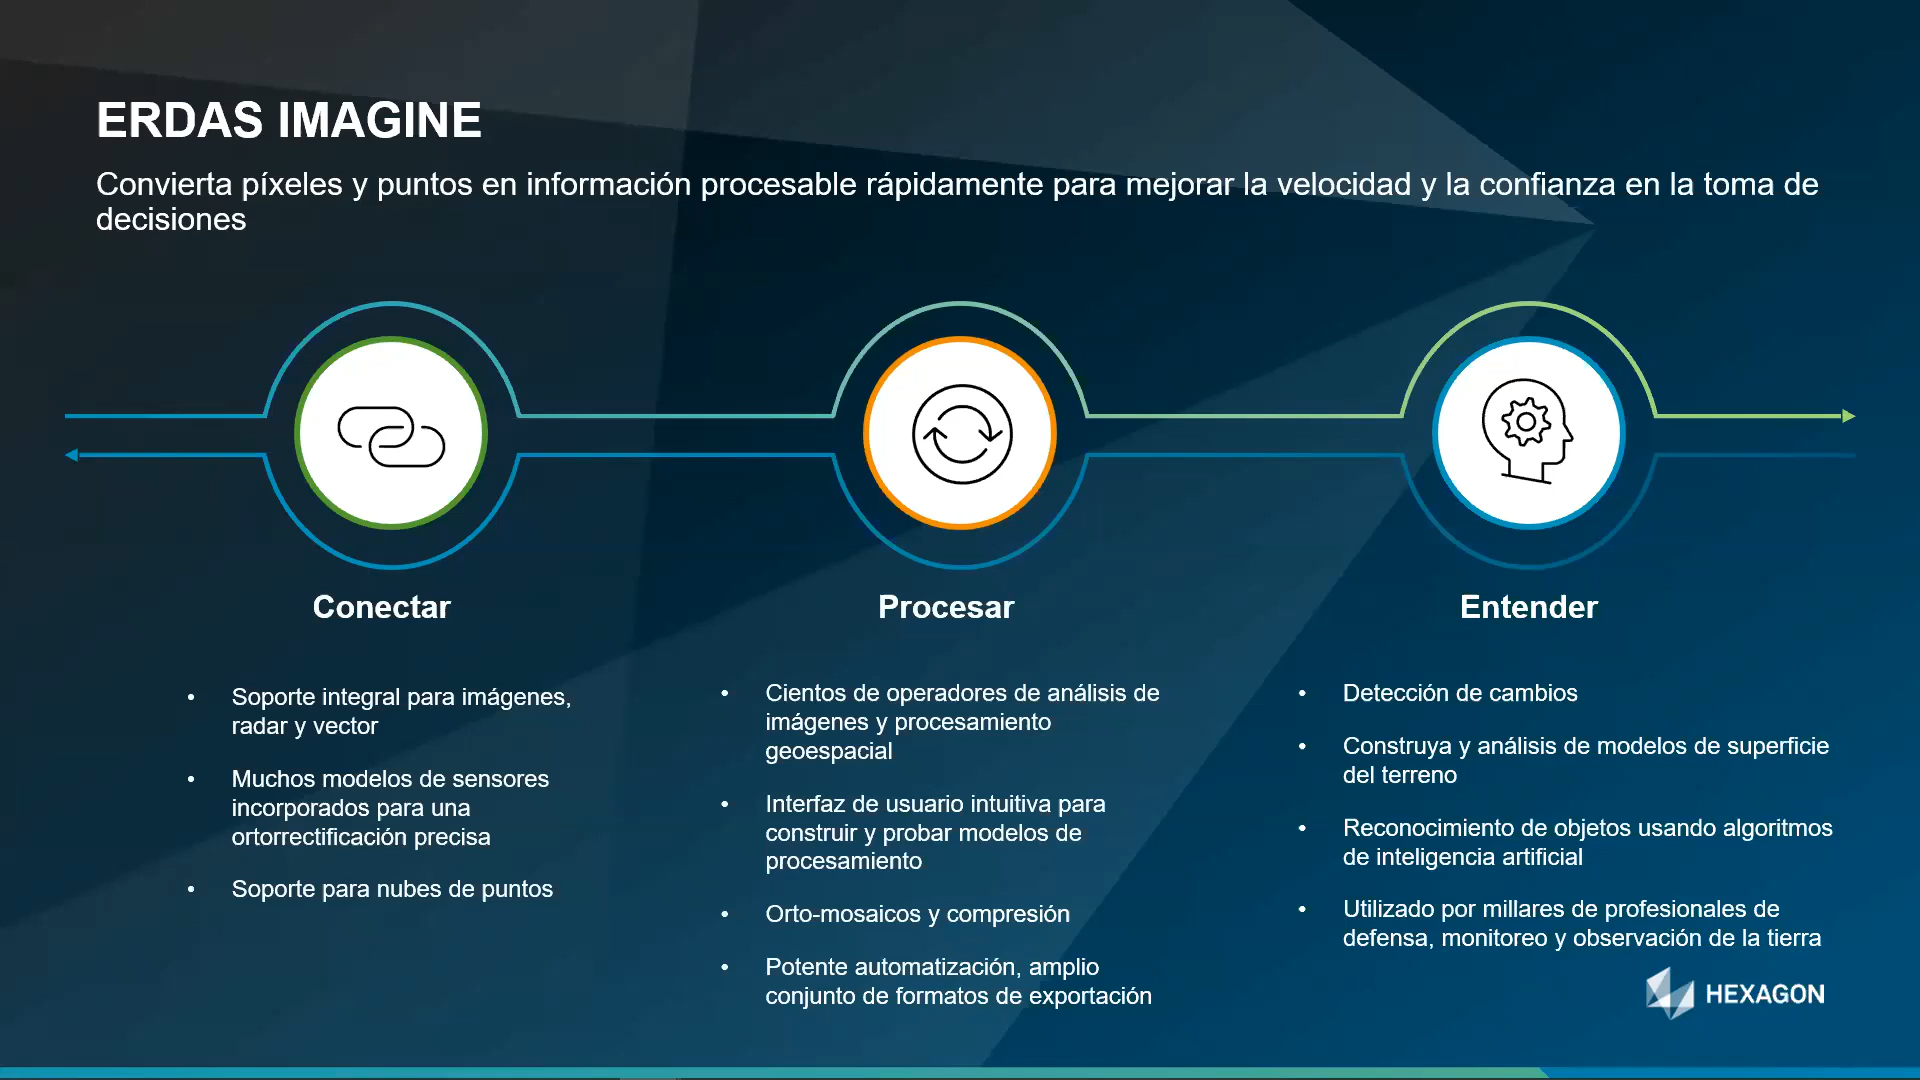 ERDAS IMAGINE
Convierta píxeles y puntos en información procesable rápidamente para mejorar la velocidad y la confianza en la toma de
decisiones
Conectar
• Soporte integral para imágenes,
radar y vector
• Muchos modelos de sensores
incorporados para una
ortorrectificación precisa
• Soporte para nubes de puntos
Procesar
• Cientos de operadores de análisis de
imágenes y procesamiento
geoespacial
• Interfaz de usuario intuitiva para
construir y probar modelos de
procesamiento
• Orto-mosaicos y compresión
• Potente automatización, amplio
conjunto de formatos de exportación
Entender
• Detección de cambios
• Construya y análisis de modelos de superficie
del terreno
• Reconocimiento de objetos usando algoritmos
de inteligencia artificial
• Utilizado por millares de profesionales de
defensa, monitoreo y observación de la tierra
HEXAGON